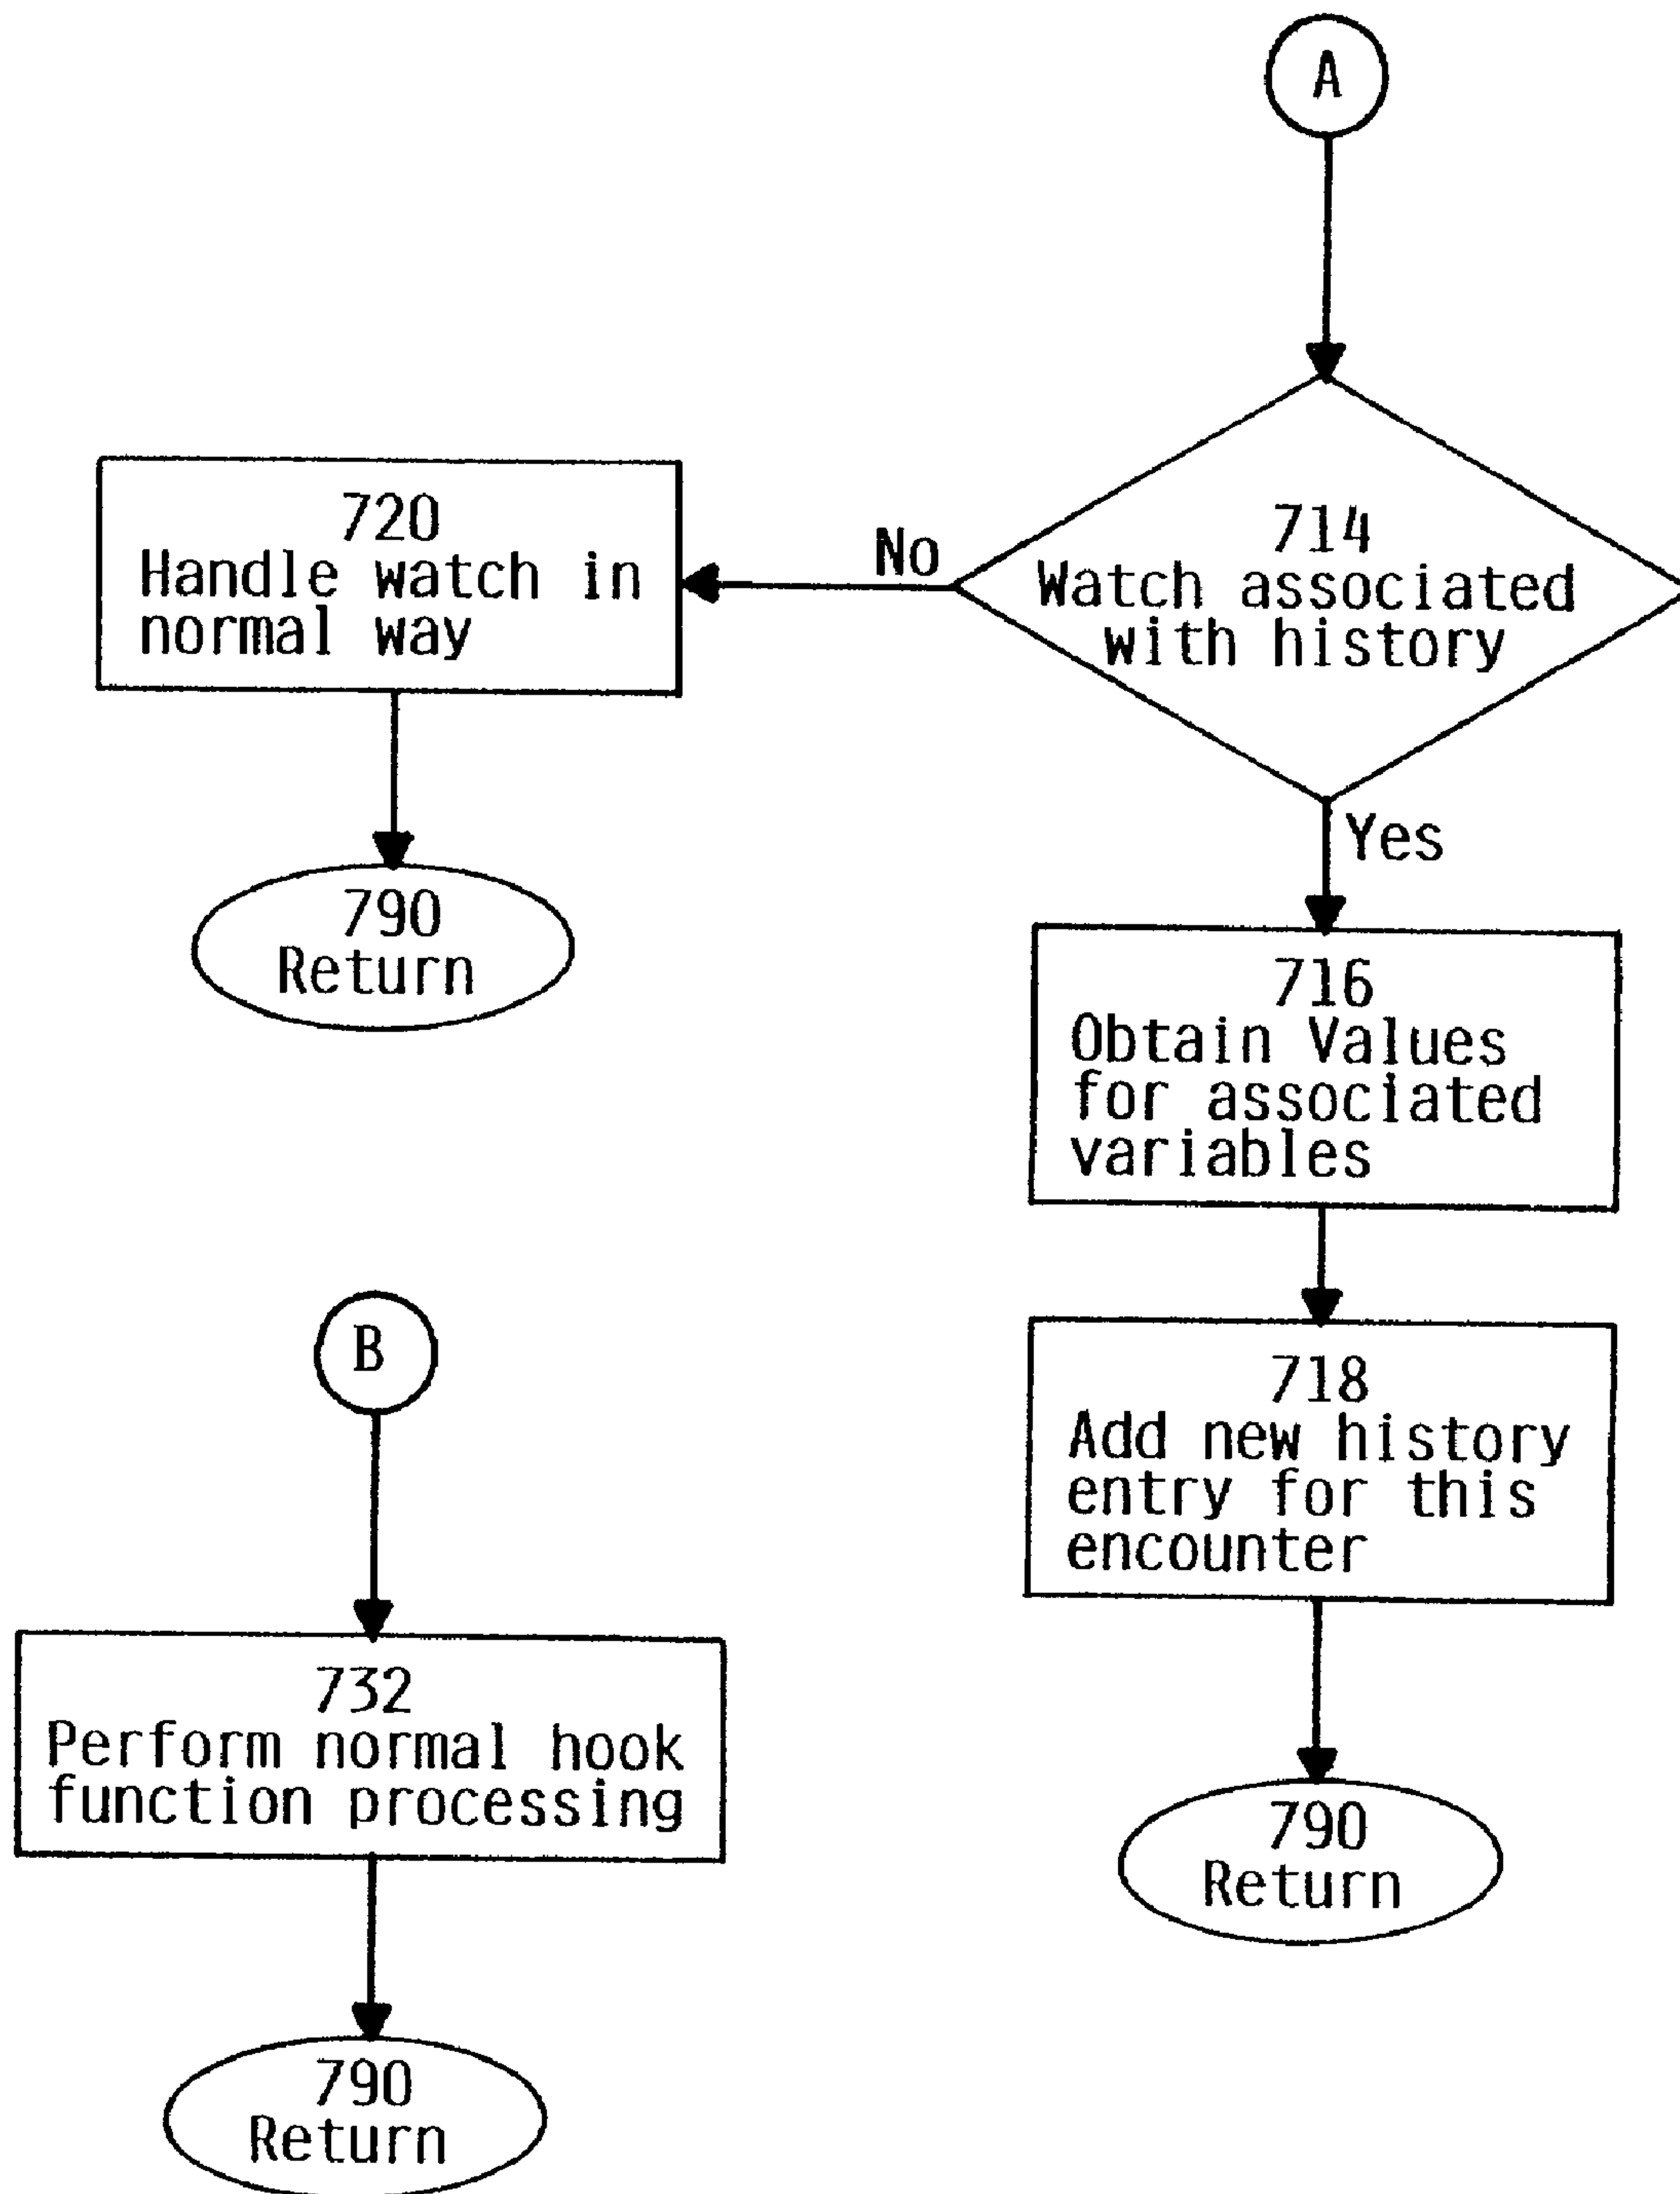 A
714
Watch associated
with history
No
720
Handle watch in
normal way
790
Return
Yes
716
Obtain Values
for associated
variables
718
Add new history
entry for this
encounter
790
Return
B
732
Perform normal hook
function processing
790
Return